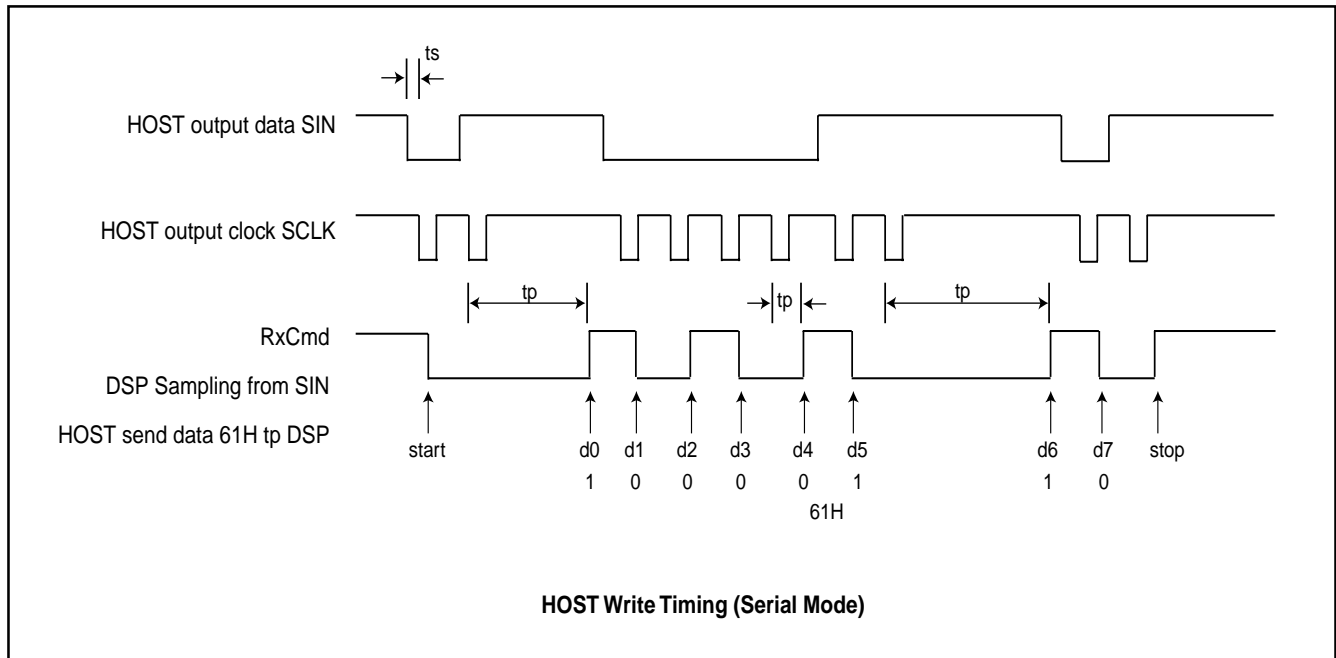 ts
HOST output data SIN
HOST output clock SCLK
tp tp tp
RxCmd
DSP Sampling from SIN
HOST send data 61H tp DSP
start d0 d1 d2 d3 d4 d5 d6 d7 stop
1 0 0 0 0 1 1 0
61H
HOST Write Timing (Serial Mode)